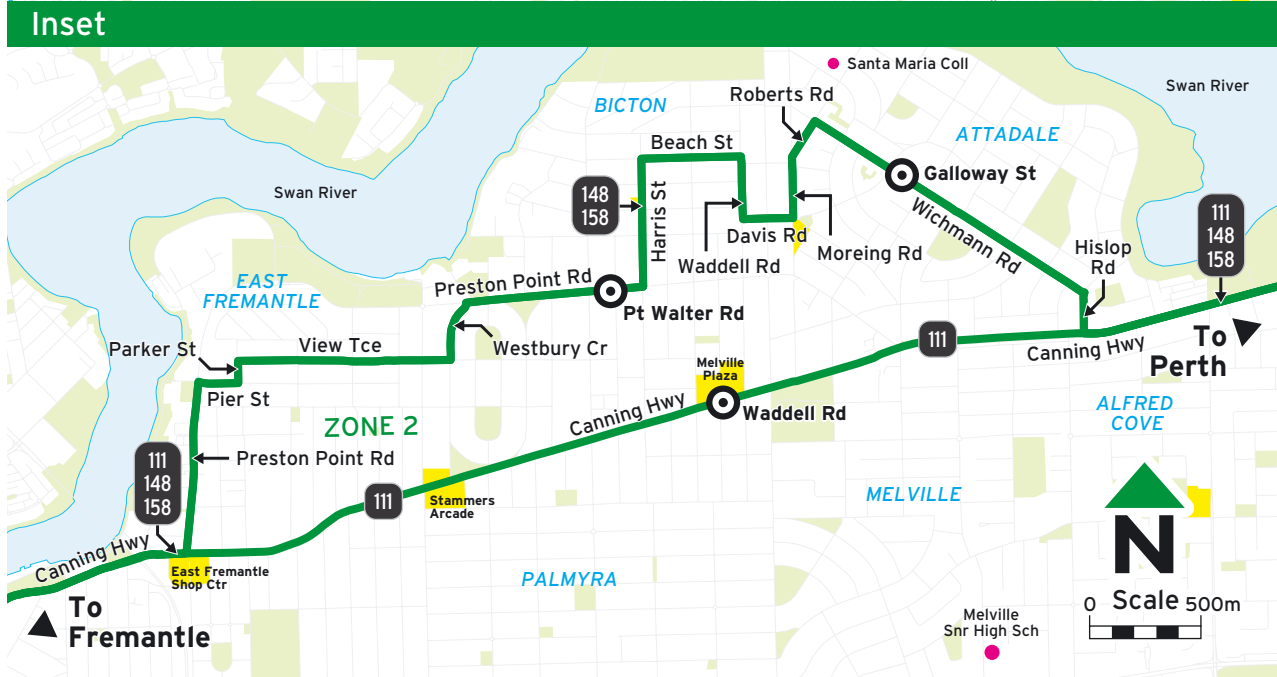 Inset
Santa Maria Coll
Swan River
Roberts Rd
BICTON
ATTADALE
Beach St
Galloway St
Swan River
148
158
Harris St
111
148
158
Wichmann Rd
Davis Rd
Moreing Rd
Hislop
Rd
Waddell Rd
EAST
FREMANTLE
Preston Point Rd
Pt Walter Rd
To
Perth
Parker St
View Tce
Westbury Cr
111
Canning Hwy
Melville
Plaza
Pier St
Canning Hwy
Waddell Rd
ALFRED
COVE
ZONE 2
111
148
158
Preston Point Rd
111
Stammers
Arcade
MELVILLE
N
Canning Hwy
East Fremantle
Shop Ctr
PALMYRA
To
Fremantle
Melville
Snr High Sch
0 Scale 500m